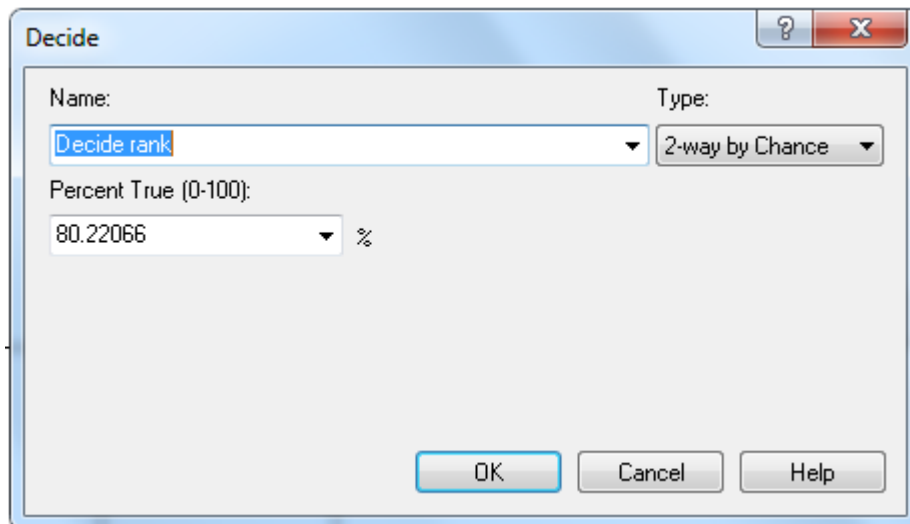 Decide
Name: Type:
Decide rank 2-way by Chance
Percent True (0-100):
80.22066 %
OK Cancel Help